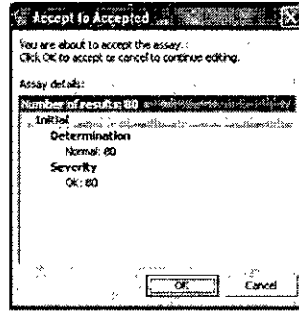 Accept to Accepted
You are about to accept the assay.
Click OK to accept or cancel to continue editing.
Assay details:
Number of results: 80
Initial
Determination
Normal: 80
Severity
OK: 80
OK
Cancel